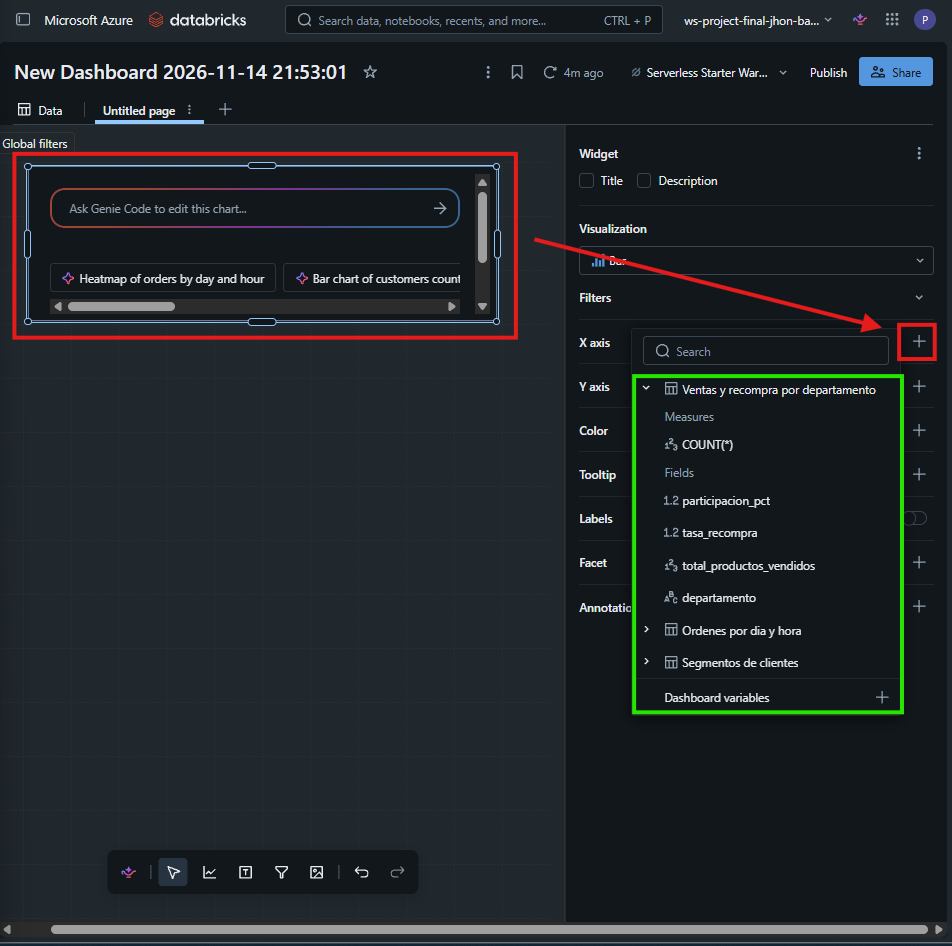 Microsoft Azure
databricks
Search data, notebooks, recents, and more...
CTRL + P
ws-project-final-jhon-ba...
P
New Dashboard 2026-11-14 21:53:01
4m ago
Serverless Starter War...
Publish
Share
Data
Untitled page
Global filters
Ask Genie Code to edit this chart...
Heatmap of orders by day and hour
Bar chart of customers count
Widget
Title
Description
Visualization
Bar
Filters
X axis
Search
Y axis
Ventas y recompra por departamento
Measures
Color
COUNT(*)
Tooltip
Fields
1.2 participacion_pct
Labels
1.2 tasa_recompra
Facet
123 total_productos_vendidos
ABC departamento
Annotatio
Ordenes por dia y hora
Segmentos de clientes
Dashboard variables